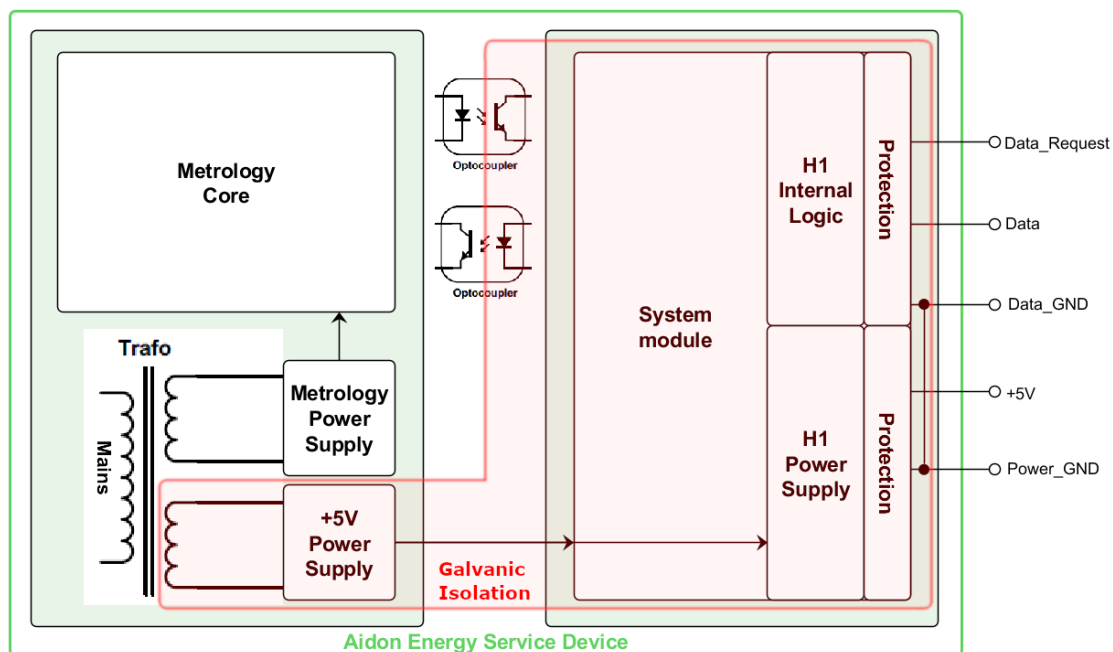 Metrology
Core
Optocoupler
Optocoupler
Trafo
Mains
Metrology
Power
Supply
+5V
Power
Supply
Galvanic
Isolation
System
module
H1
Internal
Logic
Protection
H1
Power
Supply
Protection
Data_Request
Data
Data_GND
+5V
Power_GND
Aidon Energy Service Device